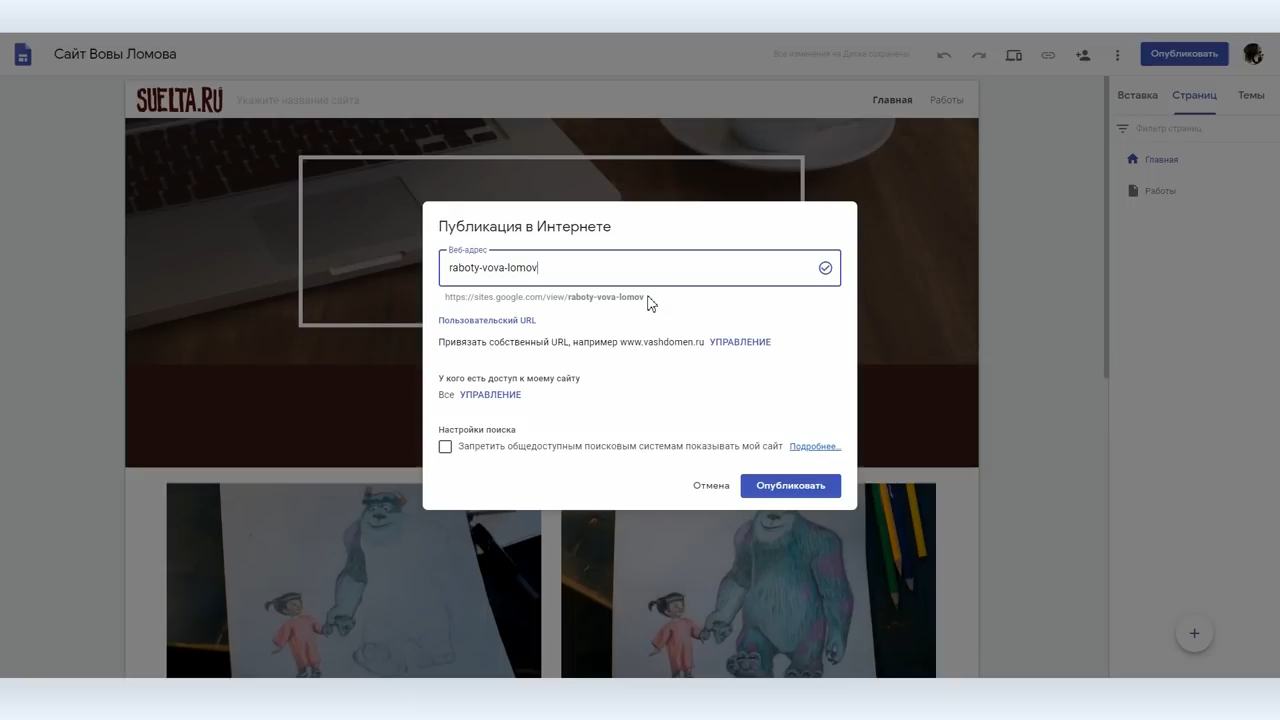 Сайт Вовы Ломова
Все изменения на Диске сохранены
Опубликовать
SUELTA.RU
Укажите название сайта
Главная
Работы
Вставка
Страниц
Темы
Фильтр страниц
Главная
Работы
Публикация в Интернете
Веб-адрес
raboty-vova-lomov
https://sites.google.com/view/raboty-vova-lomov
Пользовательский URL
Привязать собственный URL, например www.vashdomen.ru УПРАВЛЕНИЕ
У кого есть доступ к моему сайту
Все УПРАВЛЕНИЕ
Настройки поиска
Запретить общедоступным поисковым системам показывать мой сайт Подробнее…
Отмена
Опубликовать